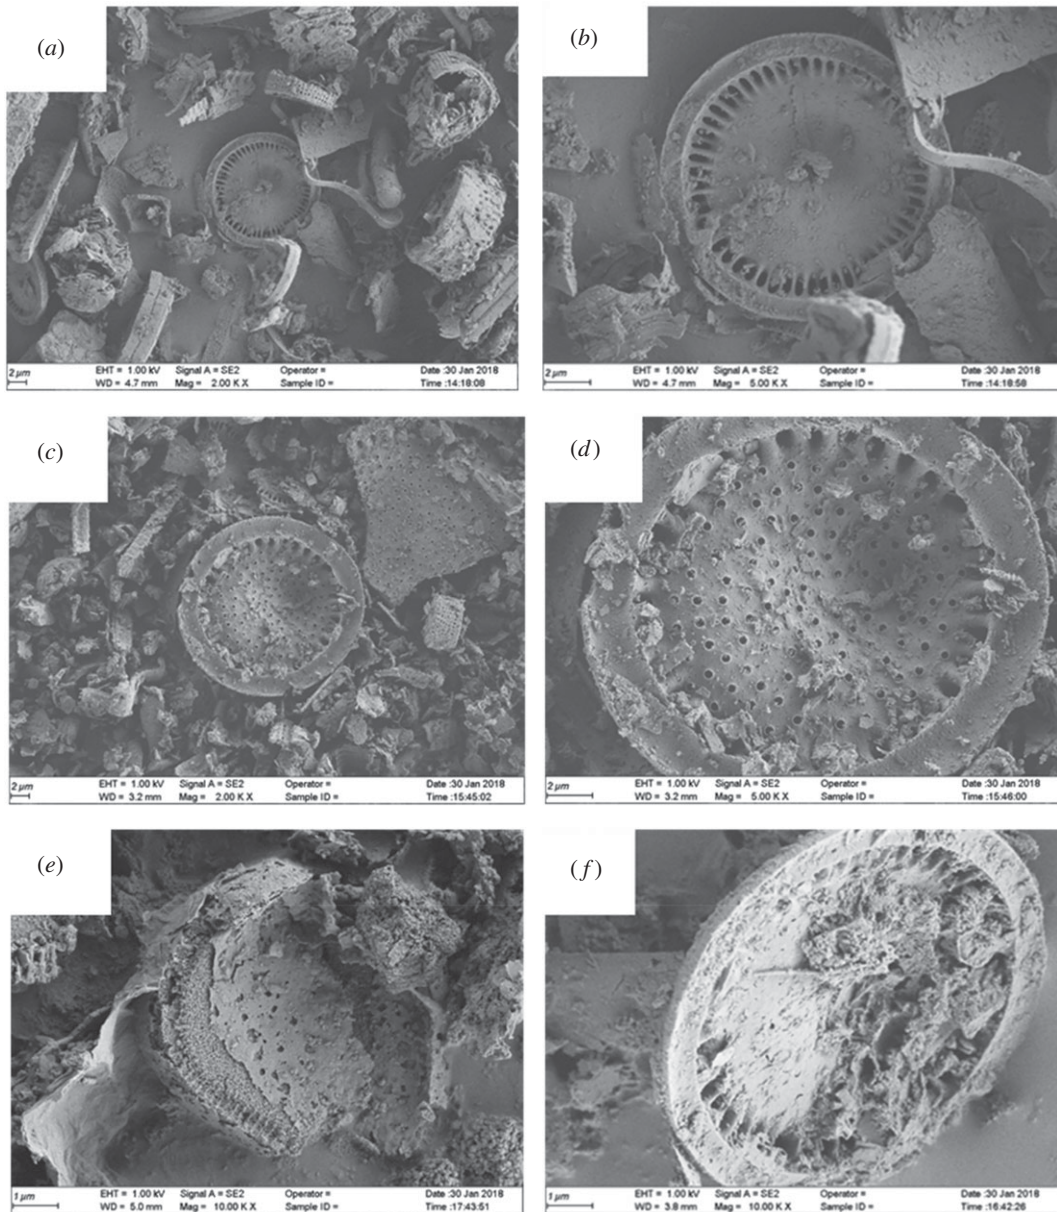 (a)
2 µm EHT = 1.00 kV Signal A = SE2 Operator = Date :30 Jan 2018
WD = 4.7 mm Mag = 2.00 K X Sample ID = Time :14:18:08
(b)
2 µm EHT = 1.00 kV Signal A = SE2 Operator = Date :30 Jan 2018
WD = 4.7 mm Mag = 5.00 K X Sample ID = Time :14:18:58
(c)
2 µm EHT = 1.00 kV Signal A = SE2 Operator = Date :30 Jan 2018
WD = 3.2 mm Mag = 2.00 K X Sample ID = Time :15:45:02
(d)
2 µm EHT = 1.00 kV Signal A = SE2 Operator = Date :30 Jan 2018
WD = 3.2 mm Mag = 5.00 K X Sample ID = Time :15:46:00
(e)
1 µm EHT = 1.00 kV Signal A = SE2 Operator = Date :30 Jan 2018
WD = 5.0 mm Mag = 10.00 K X Sample ID = Time :17:43:51
(f)
1 µm EHT = 1.00 kV Signal A = SE2 Operator = Date :30 Jan 2018
WD = 3.8 mm Mag = 10.00 K X Sample ID = Time :16:42:26